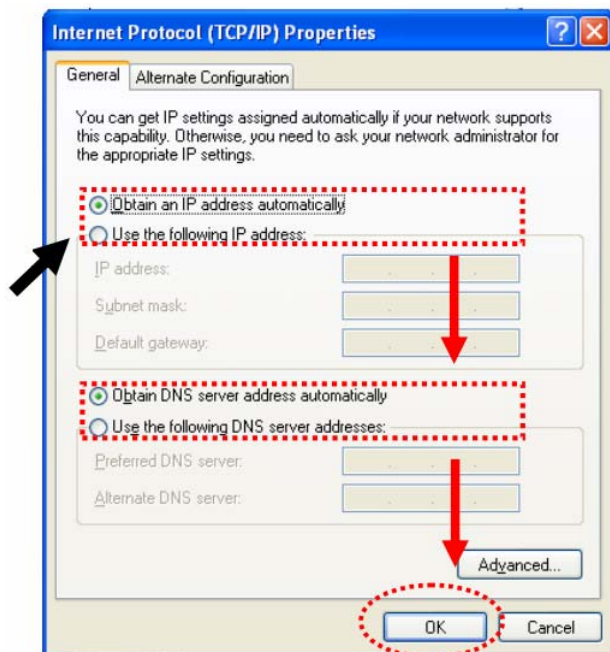 Internet Protocol (TCP/IP) Properties
General Alternate Configuration
You can get IP settings assigned automatically if your network supports
this capability. Otherwise, you need to ask your network administrator for
the appropriate IP settings.
Obtain an IP address automatically
Use the following IP address:
IP address:
Subnet mask:
Default gateway:
Obtain DNS server address automatically
Use the following DNS server addresses:
Preferred DNS server:
Alternate DNS server:
Advanced...
OK Cancel